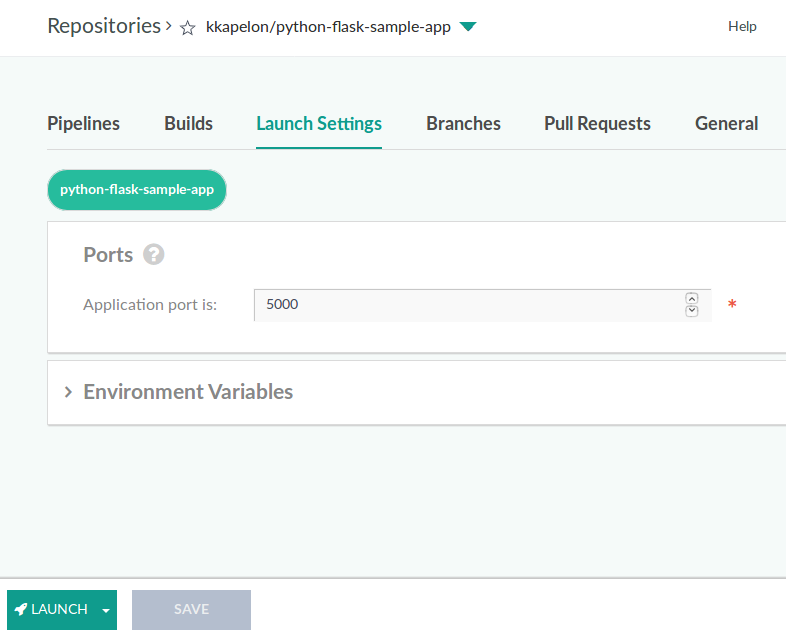 Repositories > kkapelon/python-flask-sample-app Help
Pipelines Builds Launch Settings Branches Pull Requests General
python-flask-sample-app
Ports ?
Application port is: 5000 *
> Environment Variables
LAUNCH SAVE